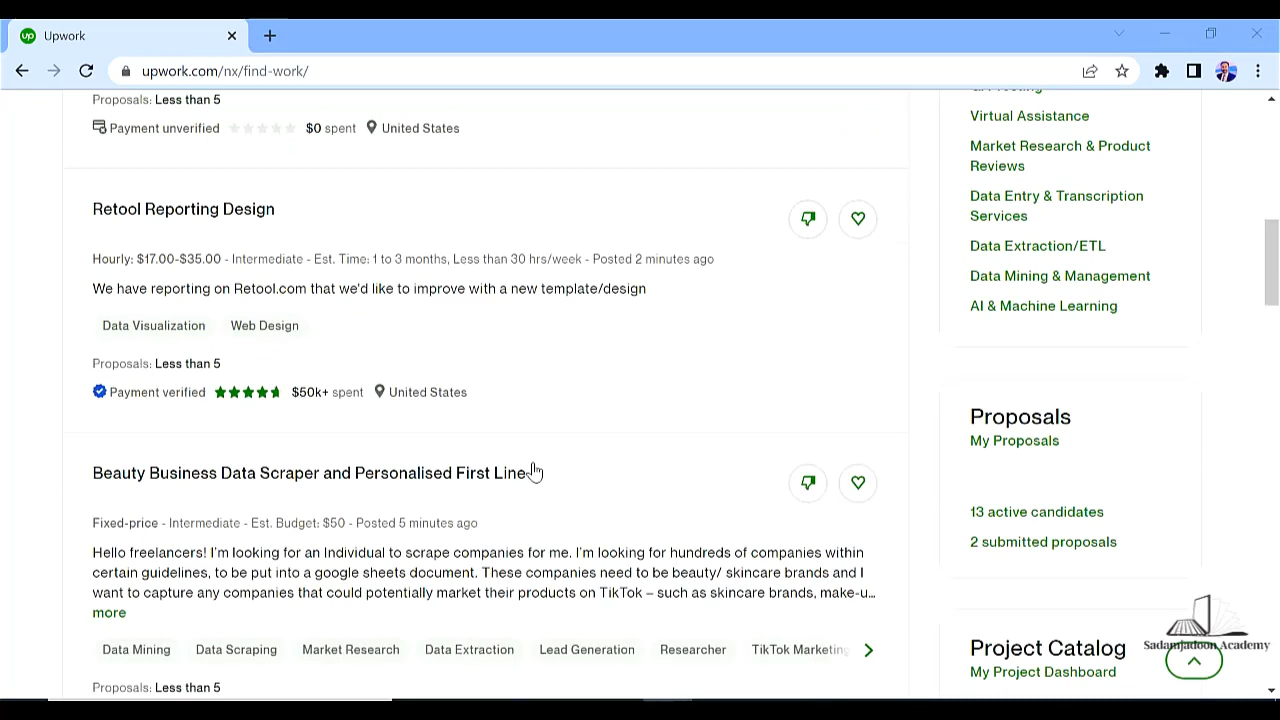 Upwork
upwork.com/nx/find-work/
Proposals: Less than 5
Payment unverified $0 spent United States
Retool Reporting Design
Hourly: $17.00-$35.00 - Intermediate - Est. Time: 1 to 3 months, Less than 30 hrs/week - Posted 2 minutes ago
We have reporting on Retool.com that we'd like to improve with a new template/design
Data Visualization Web Design
Proposals: Less than 5
Payment verified $50k+ spent United States
Beauty Business Data Scraper and Personalised First Line
Fixed-price - Intermediate - Est. Budget: $50 - Posted 5 minutes ago
Hello freelancers! I'm looking for an Individual to scrape companies for me. I'm looking for hundreds of companies within
certain guidelines, to be put into a google sheets document. These companies need to be beauty/ skincare brands and I
want to capture any companies that could potentially market their products on TikTok – such as skincare brands, make-u...
more
Data Mining Data Scraping Market Research Data Extraction Lead Generation Researcher TikTok Marketing
Proposals: Less than 5
Virtual Assistance
Market Research & Product
Reviews
Data Entry & Transcription
Services
Data Extraction/ETL
Data Mining & Management
AI & Machine Learning
Proposals
My Proposals
13 active candidates
2 submitted proposals
Project Catalog
My Project Dashboard
Sadamjadoon Academy